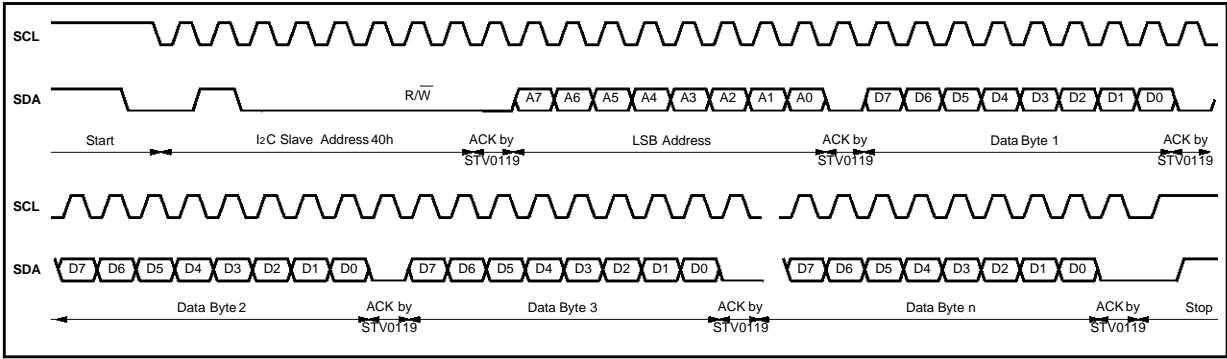 SCL
SDA R/W A7 A6 A5 A4 A3 A2 A1 A0 D7 D6 D5 D4 D3 D2 D1 D0
Start I2C Slave Address 40h ACK by STV0119 LSB Address ACK by STV0119 Data Byte 1 ACK by STV0119
SCL
SDA D7 D6 D5 D4 D3 D2 D1 D0 D7 D6 D5 D4 D3 D2 D1 D0 D7 D6 D5 D4 D3 D2 D1 D0
Data Byte 2 ACK by STV0119 Data Byte 3 ACK by STV0119 Data Byte n ACK by STV0119 Stop